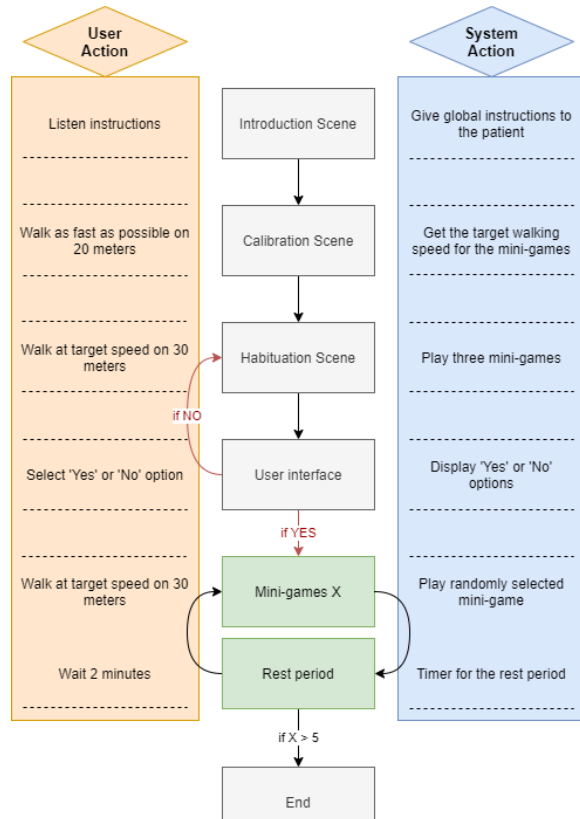 User
Action
System
Action
Listen instructions
Introduction Scene
Give global instructions to
the patient
Walk as fast as possible on
20 meters
Calibration Scene
Get the target walking
speed for the mini-games
Walk at target speed on 30
meters
Habituation Scene
Play three mini-games
if NO
Select 'Yes' or 'No' option
User interface
Display 'Yes' or 'No'
options
if YES
Walk at target speed on 30
meters
Mini-games X
Play randomly selected
mini-game
Wait 2 minutes
Rest period
Timer for the rest period
if X > 5
End